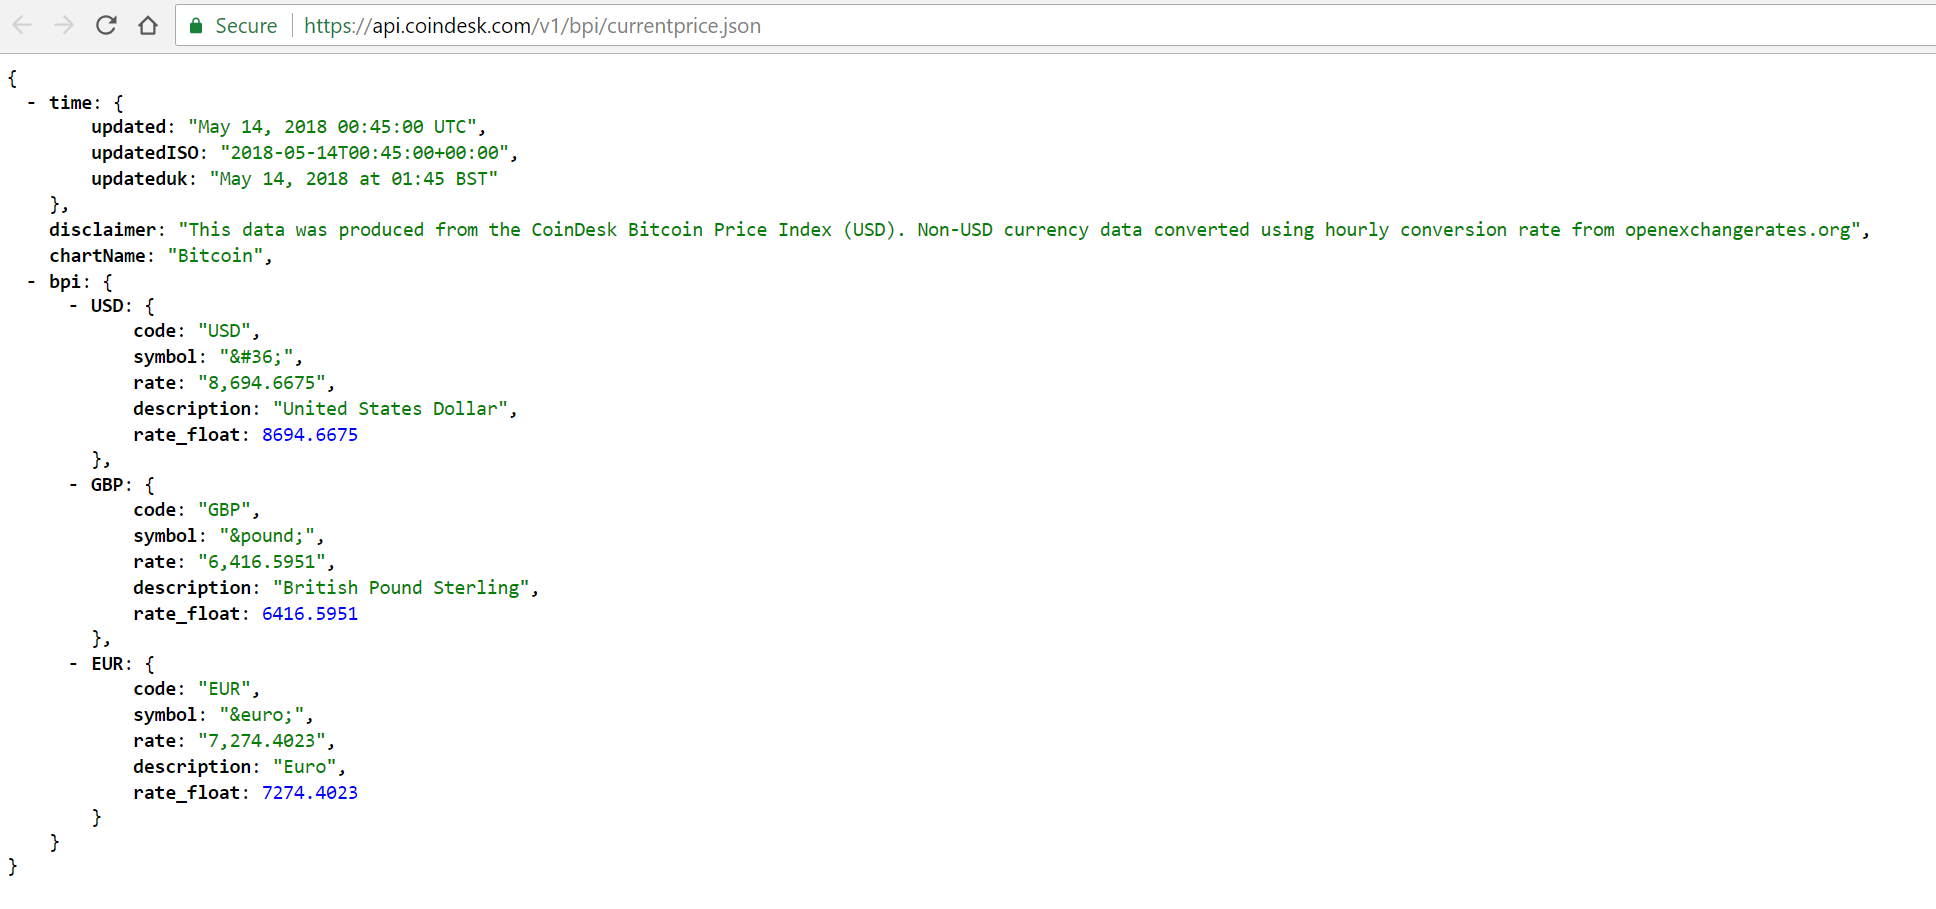 Secure https://api.coindesk.com/v1/bpi/currentprice.json
{
- time: {
updated: "May 14, 2018 00:45:00 UTC",
updatedISO: "2018-05-14T00:45:00+00:00",
updateduk: "May 14, 2018 at 01:45 BST"
},
disclaimer: "This data was produced from the CoinDesk Bitcoin Price Index (USD). Non-USD currency data converted using hourly conversion rate from openexchangerates.org",
chartName: "Bitcoin",
- bpi: {
- USD: {
code: "USD",
symbol: "&#36;",
rate: "8,694.6675",
description: "United States Dollar",
rate_float: 8694.6675
},
- GBP: {
code: "GBP",
symbol: "&pound;",
rate: "6,416.5951",
description: "British Pound Sterling",
rate_float: 6416.5951
},
- EUR: {
code: "EUR",
symbol: "&euro;",
rate: "7,274.4023",
description: "Euro",
rate_float: 7274.4023
}
}
}